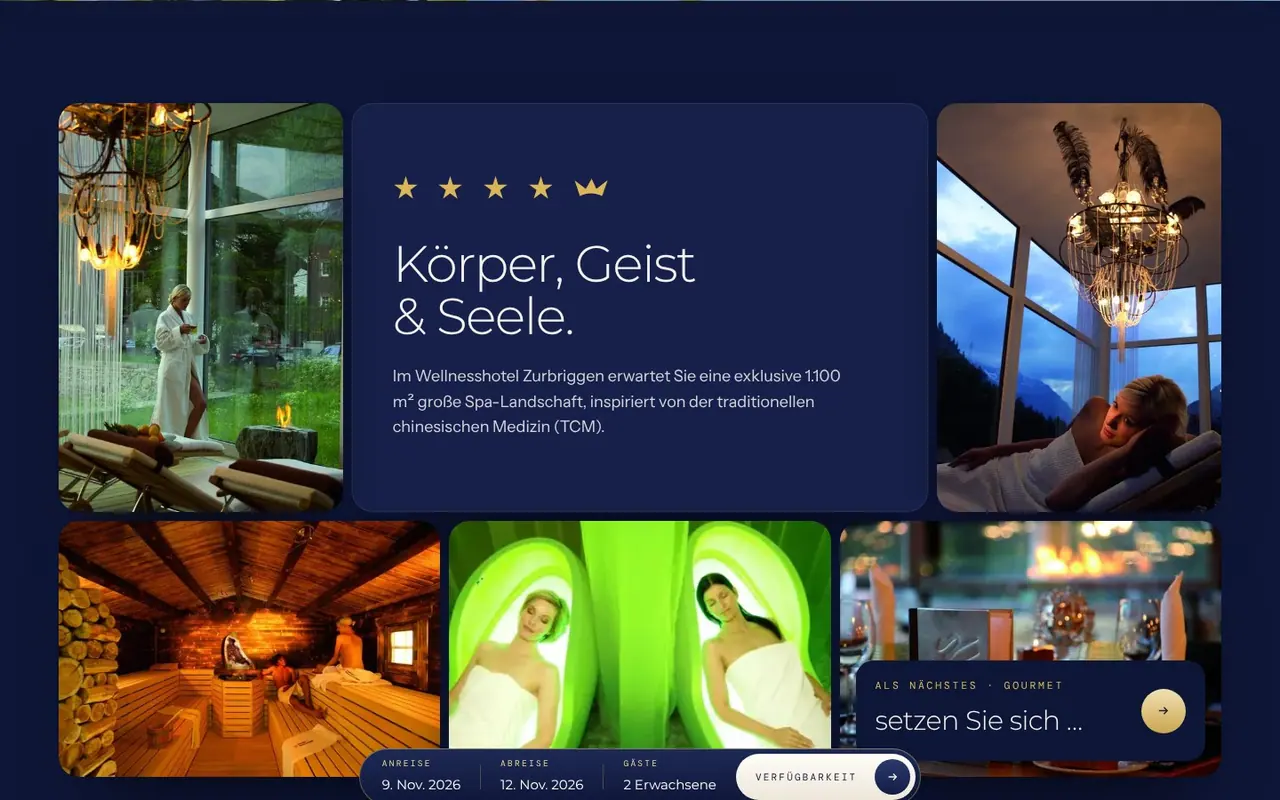 Körper, Geist
& Seele.
Im Wellnesshotel Zurbriggen erwartet Sie eine exklusive 1.100
m² große Spa-Landschaft, inspiriert von der traditionellen
chinesischen Medizin (TCM).
ALS NÄCHSTES · GOURMET
setzen Sie sich ...
ANREISE
9. Nov. 2026
ABREISE
12. Nov. 2026
GÄSTE
2 Erwachsene
VERFÜGBARKEIT